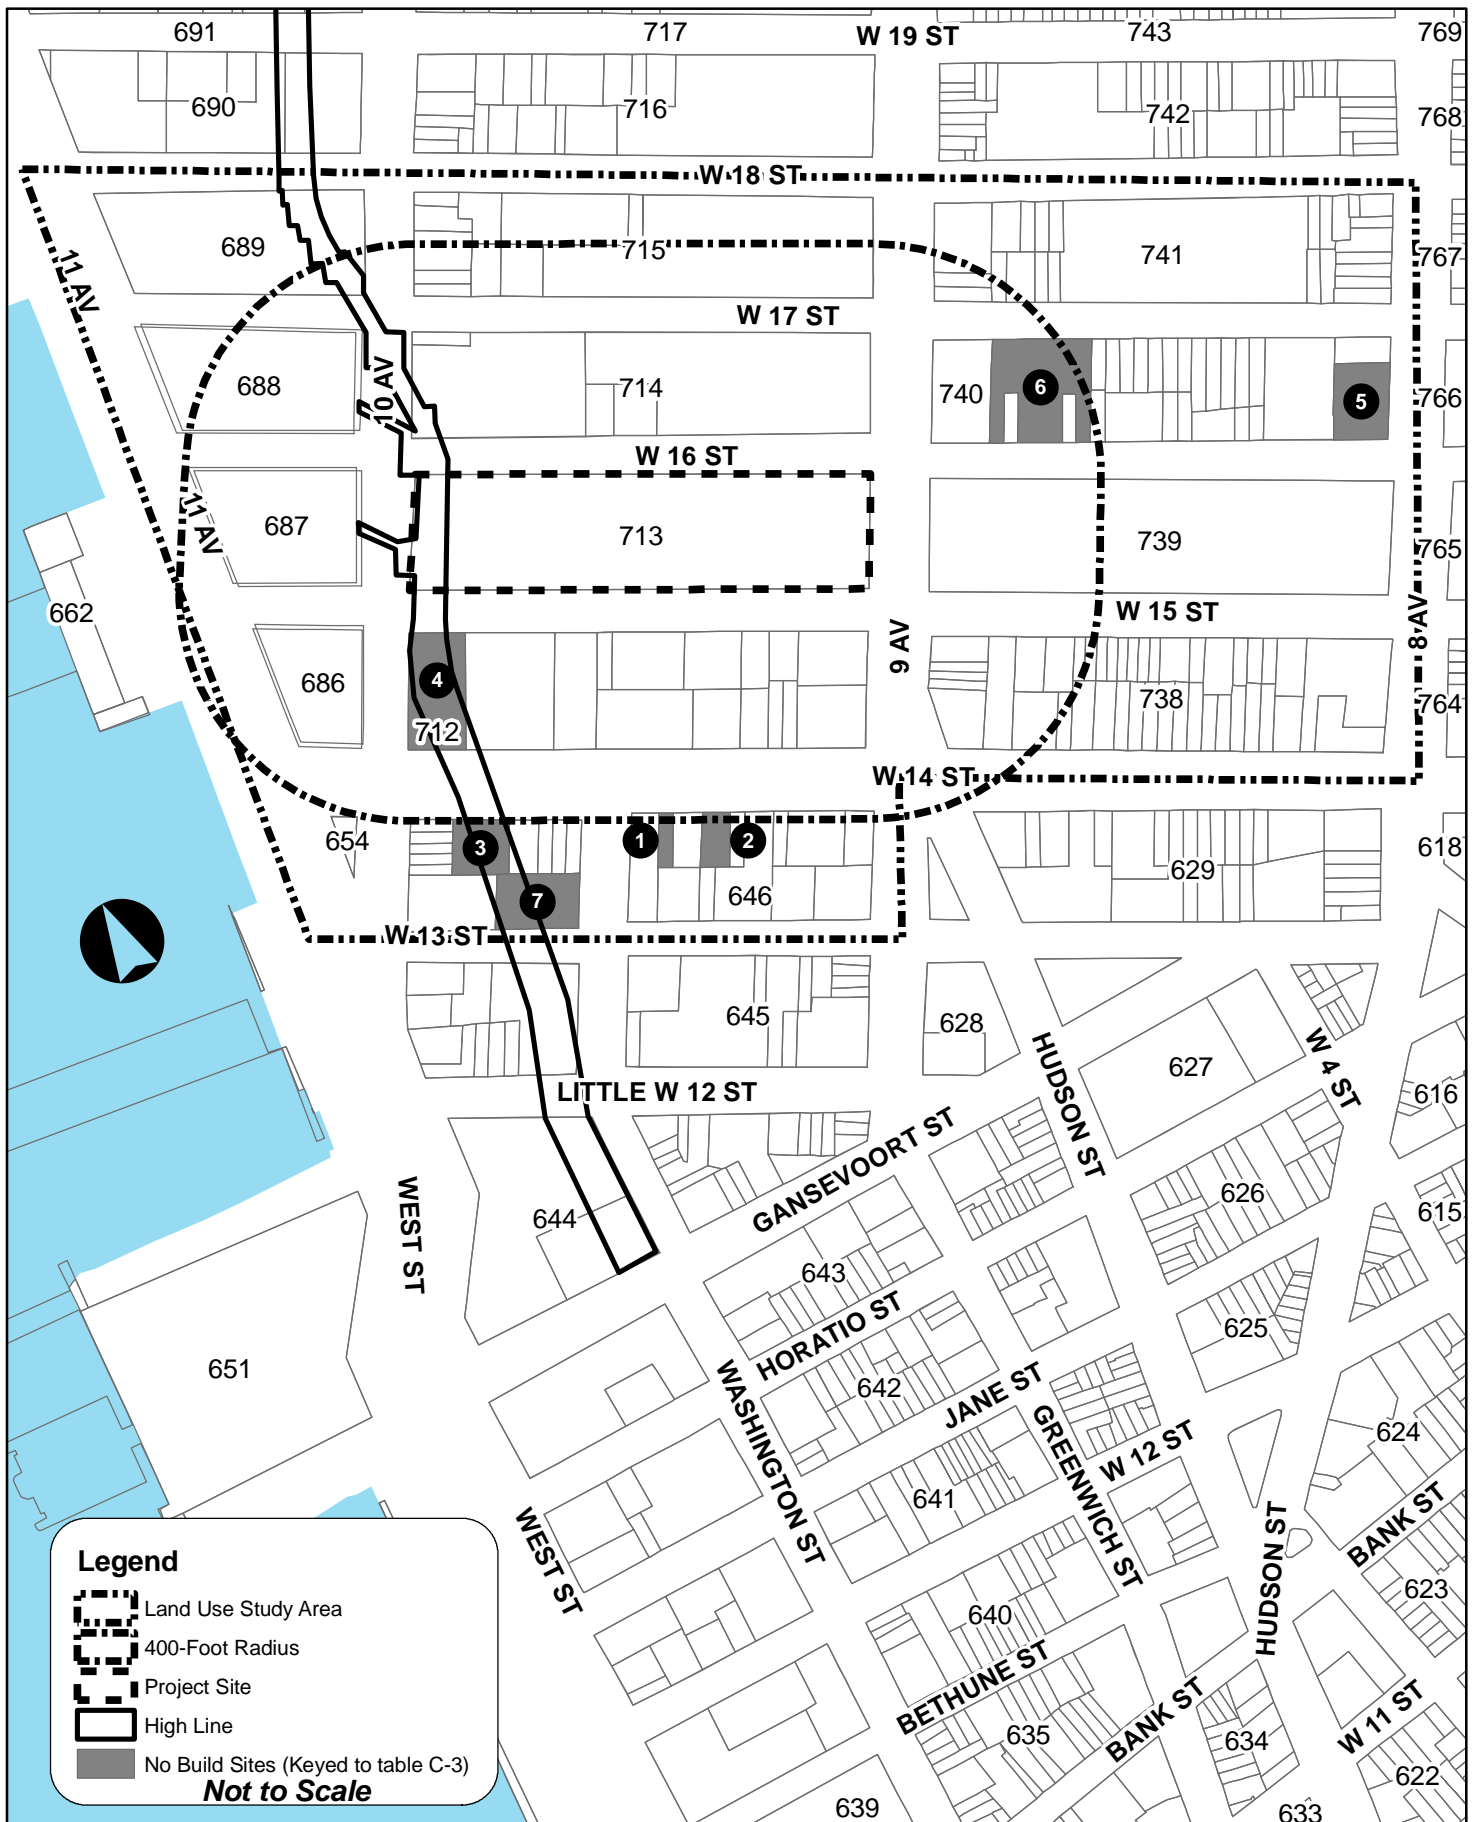 691
717
W 19 ST
743
769
690
716
742
768
W 18 ST
11 AV
689
715
741
767
W 17 ST
688
10 AV
714
740
6
5
766
W 16 ST
687
11 AV
713
739
765
662
W 15 ST
9 AV
8 AV
686
4
712
738
764
W 14 ST
654
3
1
2
629
618
7
646
W 13 ST
645
628
HUDSON ST
627
W 4 ST
616
LITTLE W 12 ST
GANSEVOORT ST
WEST ST
644
626
615
643
HORATIO ST
625
651
WASHINGTON ST
642
JANE ST
GREENWICH ST
W 12 ST
624
641
WEST ST
HUDSON ST
BANK ST
623
640
BETHUNE ST
635
BANK ST
634
W 11 ST
622
639
633
Legend
Land Use Study Area
400-Foot Radius
Project Site
High Line
No Build Sites (Keyed to table C-3)
Not to Scale